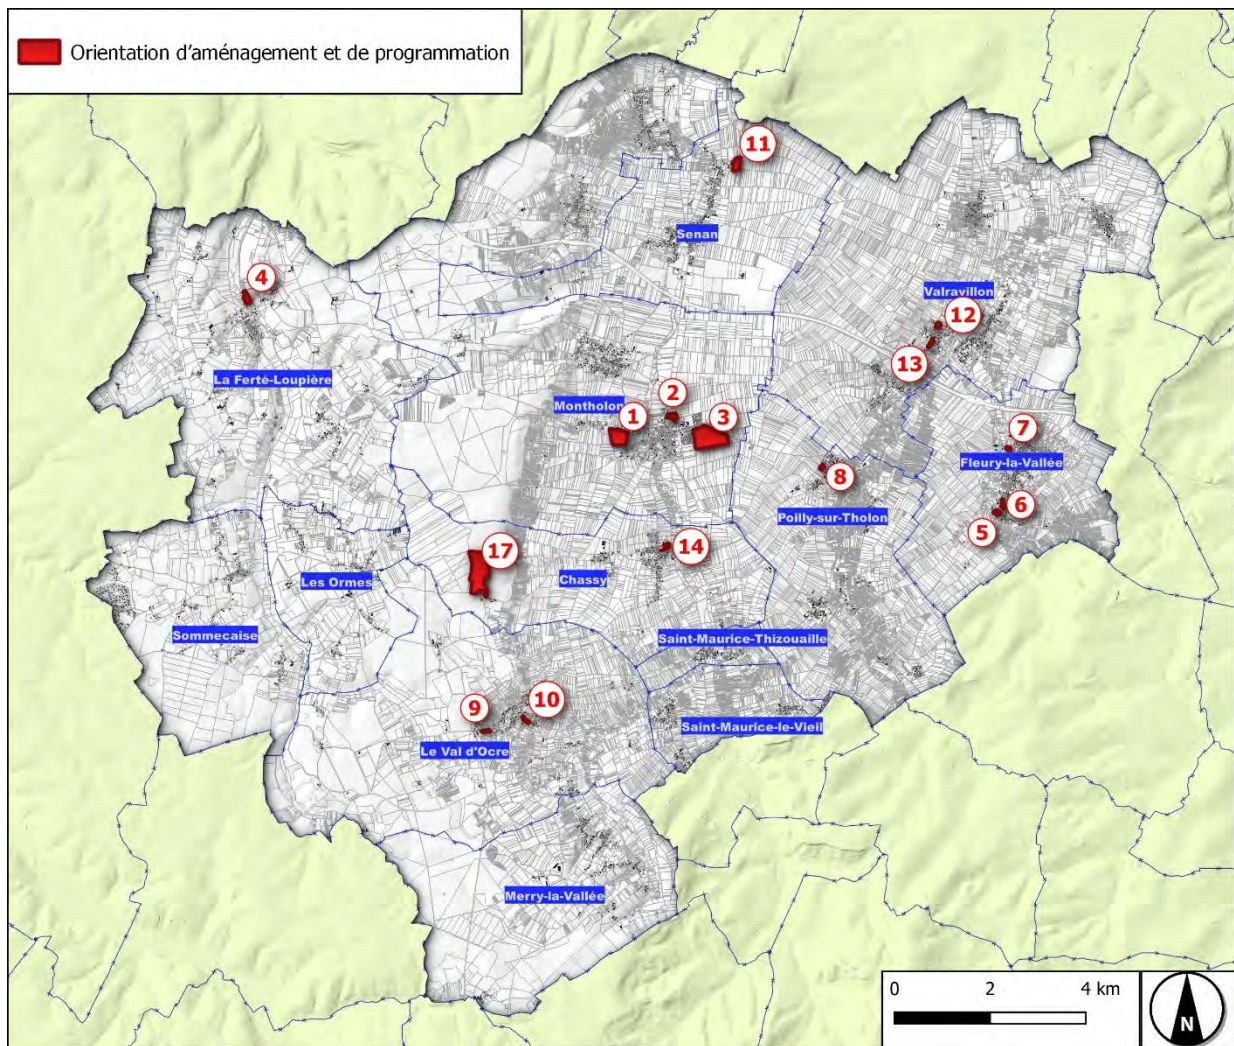 Orientation d'aménagement et de programmation
11
Senan
4
Valravillon
12
13
La Ferté-Loupière
Montholon
1
2
3
7
Fleury-la-Vallée
8
6
5
Poilly-sur-Tholon
17
14
Chassy
Les Ormes
Sommecaise
Saint-Maurice-Thizouaille
9
10
Saint-Maurice-le-Vieil
Le Val d'Ocre
Merry-la-Vallée
0 2 4 km
N